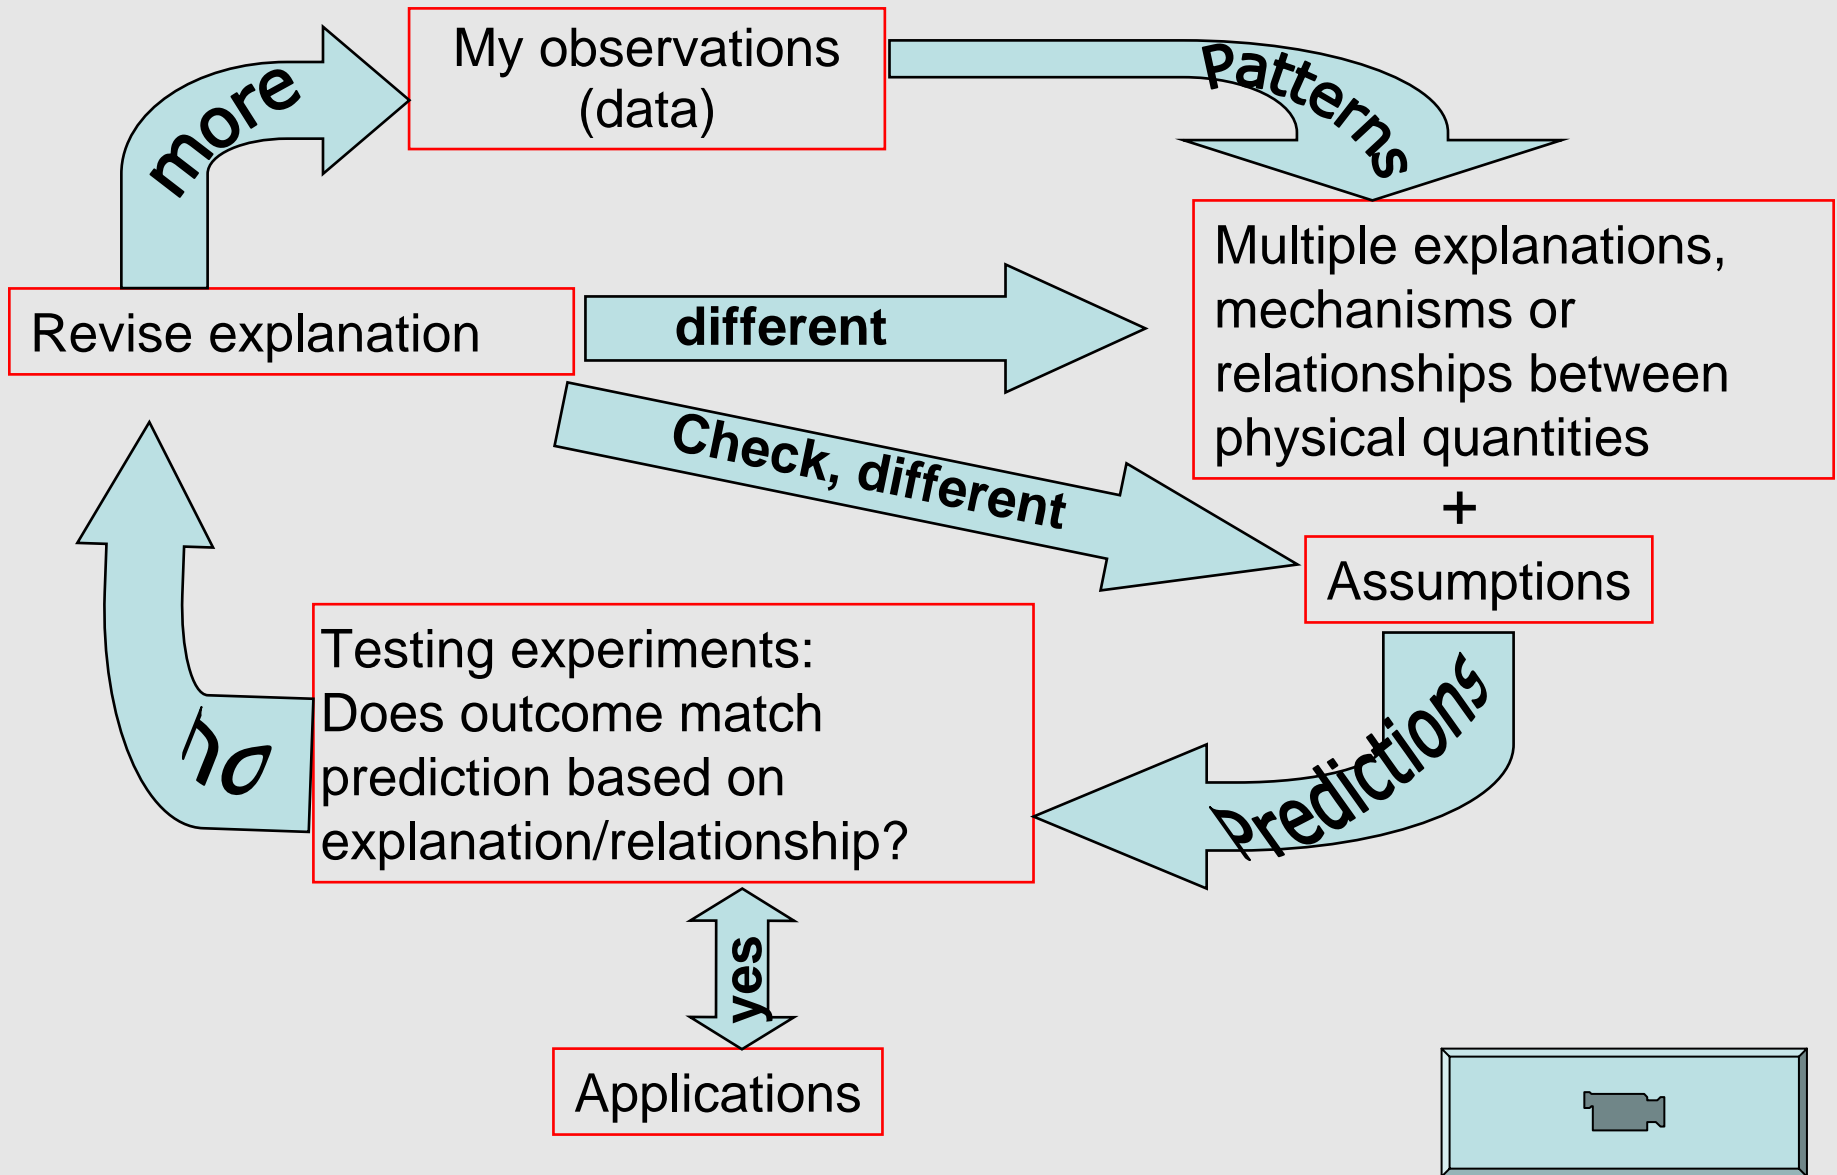 My observations
(data)
more
Patterns
Multiple explanations,
mechanisms or
relationships between
physical quantities
Revise explanation
different
Check, different
+
Assumptions
Testing experiments:
Does outcome match
prediction based on
explanation/relationship?
no
Predictions
yes
Applications